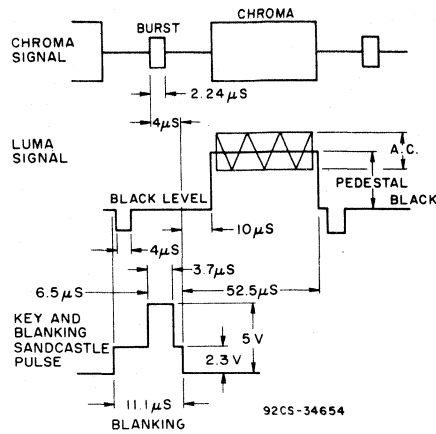 CHROMA
BURST
CHROMA
SIGNAL
2.24µS
4µS
LUMA
SIGNAL
A.C.
PEDESTAL
BLACK LEVEL
BLACK
10µS
4µS
3.7µS
6.5µS
52.5µS
KEY AND
BLANKING
SANDCASTLE
PULSE
5V
2.3V
11.1µS
BLANKING
92CS-34654